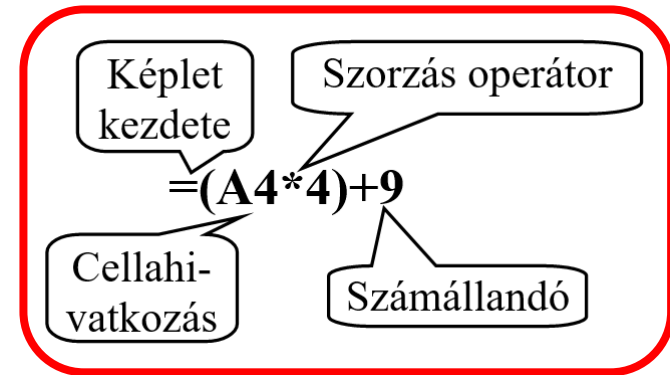 Képlet
kezdete
Szorzás operátor
=(A4*4)+9
Cellahi-
vatkozás
Számállandó